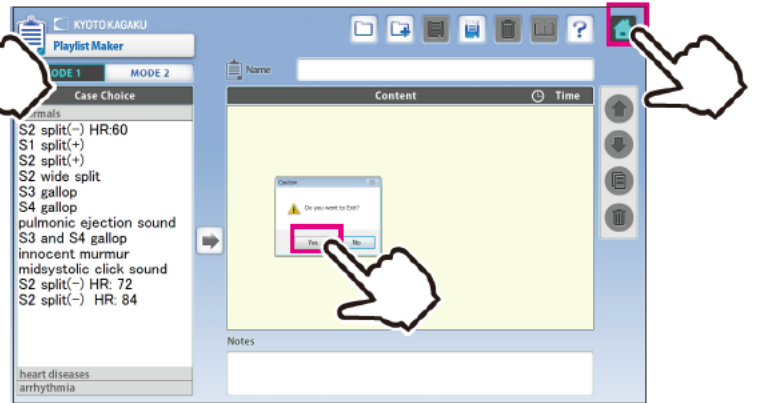 KYOTO KAGAKU
Playlist Maker
ODE 1
MODE 2
Name
Case Choice
rmals
S2 split(−) HR:60
S1 split(+)
S2 split(+)
S2 wide split
S3 gallop
S4 gallop
pulmonic ejection sound
S3 and S4 gallop
innocent murmur
midsystolic click sound
S2 split(−) HR: 72
S2 split(−) HR: 84
heart diseases
arrhythmia
Content
Time
Caution
Do you want to Exit?
Yes
No
Notes
?